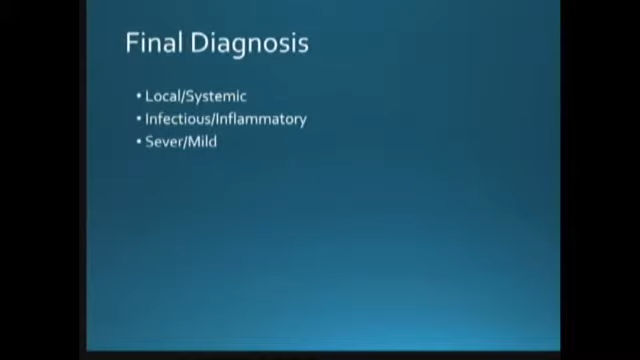 Final Diagnosis
• Local/Systemic
• Infectious/Inflammatory
• Sever/Mild